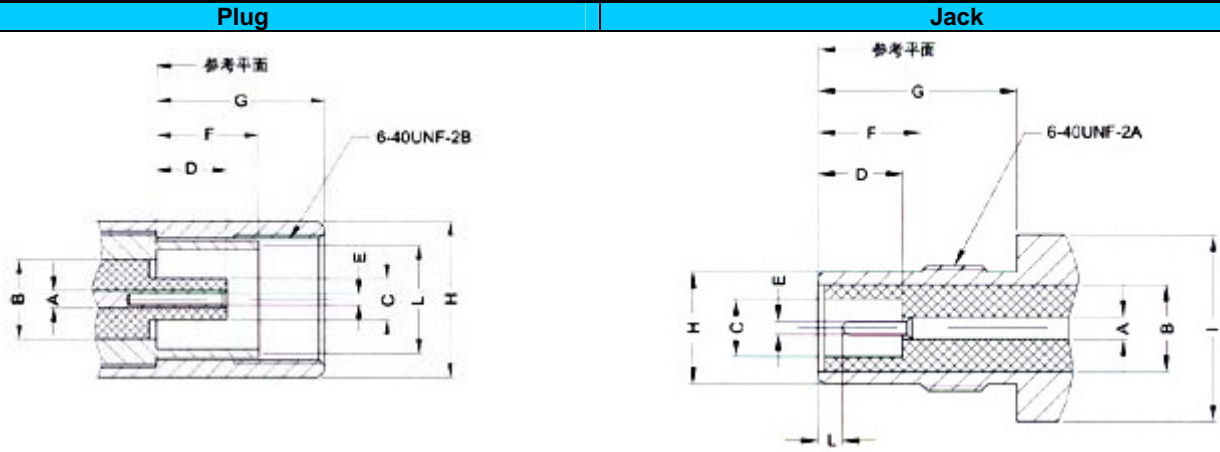 Plug
Jack
参考平面
G
F
D
6-40UNF-2B
B
A
E
C
L
H
参考平面
G
F
D
6-40UNF-2A
E
C
H
A
B
I
L